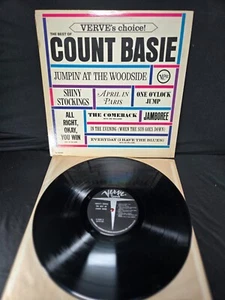 VERVE's choice!
THE BEST OF
COUNT BASIE
JUMPIN' AT THE WOODSIDE
Verve
SHINY STOCKINGS
APRIL in PARIS
ONE O'CLOCK JUMP
ALL RIGHT, OKAY, YOU WIN
THE COMEBACK
JAMBOREE
IN THE EVENING (WHEN THE SUN GOES DOWN)
EVERYDAY (I HAVE THE BLUES)
Verve